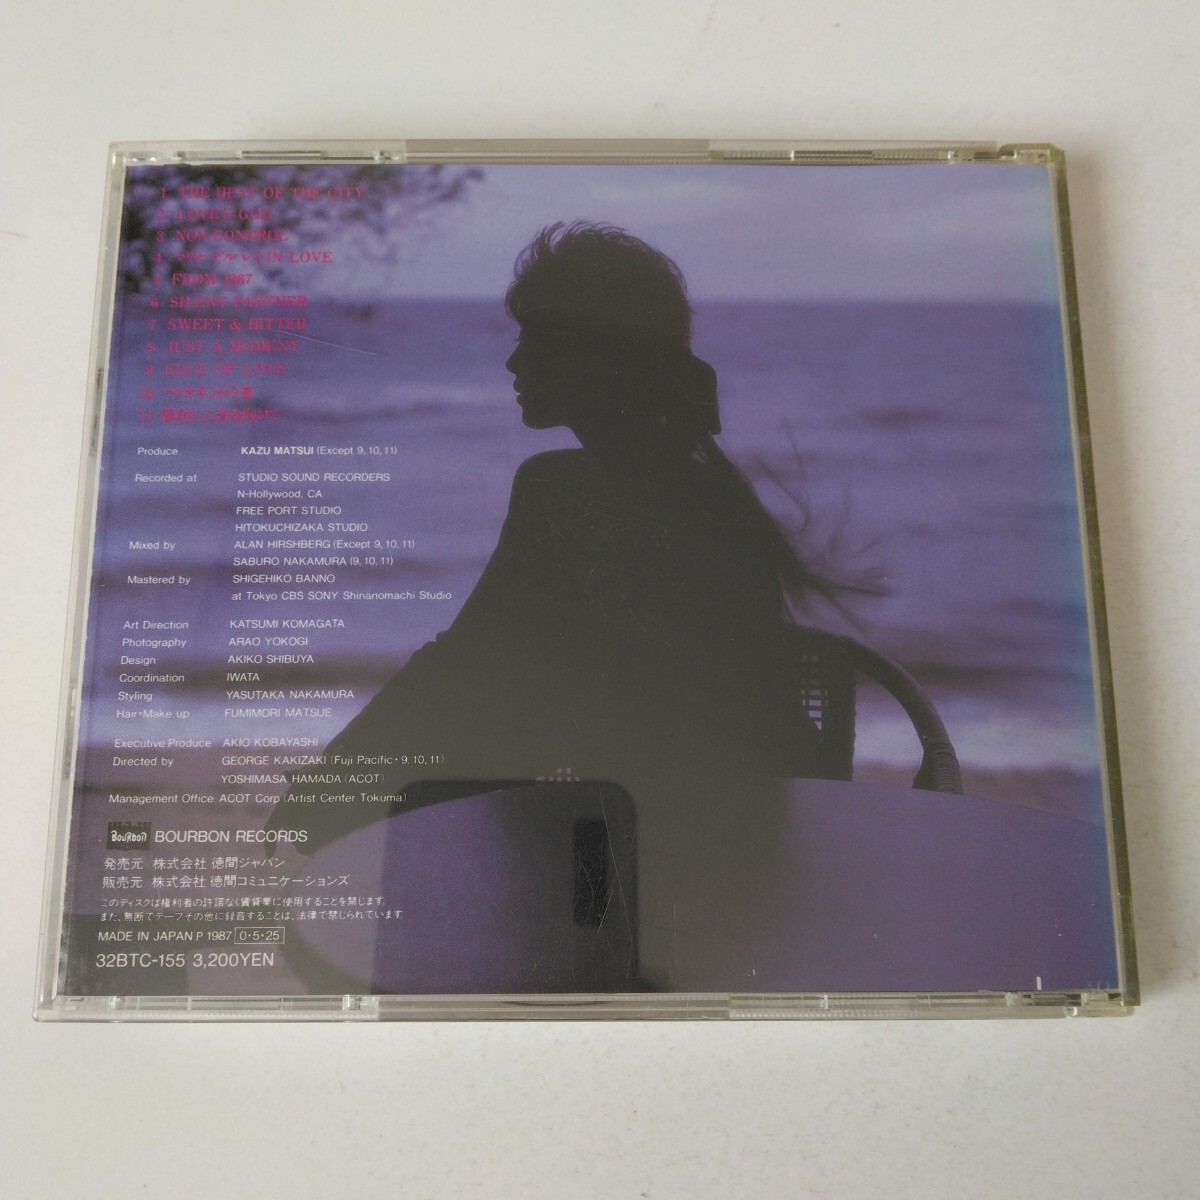 1 THE HEAT OF THE CITY
2 LOVE'S GOD
3 NON CONTROL
4 マリナ デル レイ IN LOVE
5 FROM 1987
6 SILENT PARTNER
7 SWEET & BITTER
8 JUST A MOMENT
9 EDGE OF LOVE
10
11
Produce KAZU MATSUI (Except 9, 10, 11)
Recorded at STUDIO SOUND RECORDERS
N-Hollywood, CA
FREE PORT STUDIO
HITOKUCHIZAKA STUDIO
Mixed by ALAN HIRSHBERG (Except 9, 10, 11)
SABURO NAKAMURA (9, 10, 11)
Mastered by SHIGEHIKO BANNO
at Tokyo CBS SONY Shinanomachi Studio
Art Direction KATSUMI KOMAGATA
Photography ARAO YOKOGI
Design AKIKO SHIBUYA
Coordination IWATA
Styling YASUTAKA NAKAMURA
Hair・Make up FUMIMORI MATSUE
Executive Produce AKIO KOBAYASHI
Directed by GEORGE KAKIZAKI (Fuji Pacific・9, 10, 11)
YOSHIMASA HAMADA (ACOT)
Management Office ACOT Corp (Artist Center Tokuma)
Bourbon BOURBON RECORDS
発売元 株式会社 徳間ジャパン
販売元 株式会社 徳間コミュニケーションズ
このディスクは権利者の許諾なく賃貸業に使用することを禁じます。
また、無断でテープその他に録音することは、法律で禁じられています。
MADE IN JAPAN P 1987 0・5・25
32BTC-155 3,200YEN